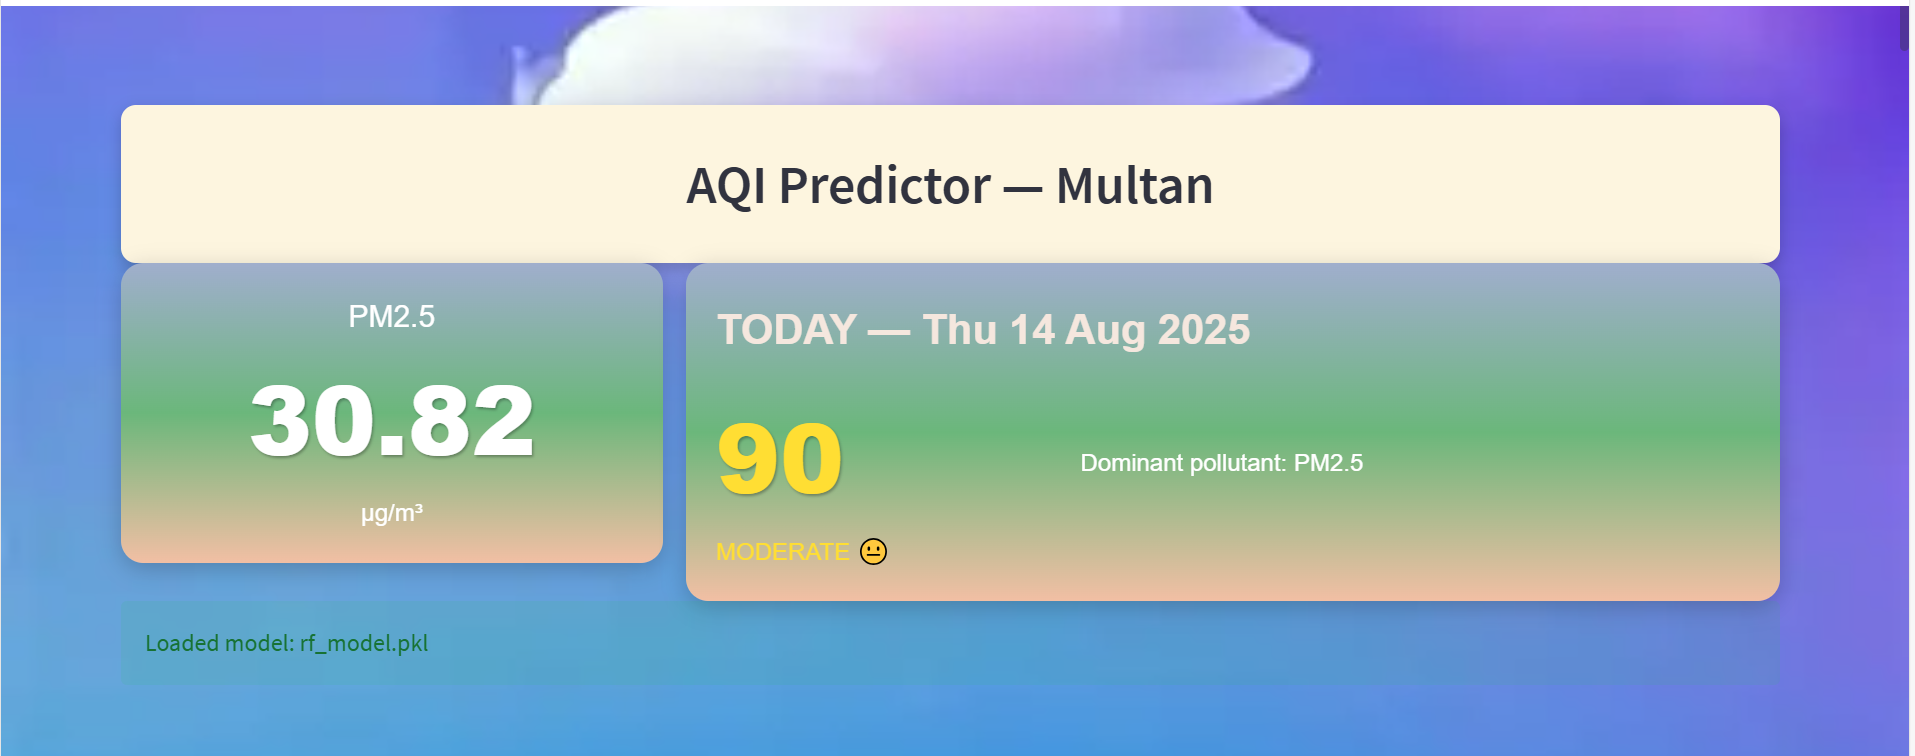 AQI Predictor — Multan
PM2.5
30.82
µg/m³
TODAY — Thu 14 Aug 2025
90
Dominant pollutant: PM2.5
MODERATE 😐
Loaded model: rf_model.pkl